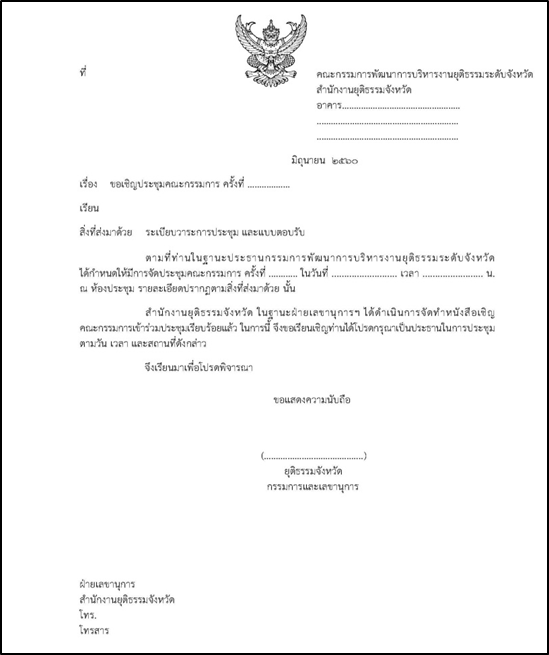 ที่
คณะกรรมการพัฒนาการบริหารงานยุติธรรมระดับจังหวัด
สำนักงานยุติธรรมจังหวัด
อาคาร................................................
.......................................................
.......................................................
มิถุนายน ๒๕๖๐
เรื่อง ขอเชิญประชุมคณะกรรมการ ครั้งที่ .................
เรียน
สิ่งที่ส่งมาด้วย ระเบียบวาระการประชุม และแบบตอบรับ
ตามที่ท่านในฐานะประธานกรรมการพัฒนาการบริหารงานยุติธรรมระดับจังหวัด
ได้กำหนดให้มีการจัดประชุมคณะกรรมการ ครั้งที่ ........... ในวันที่ .......................... เวลา ........................ น.
ณ ห้องประชุม รายละเอียดปรากฏตามสิ่งที่ส่งมาด้วย นั้น
สำนักงานยุติธรรมจังหวัด ในฐานะฝ่ายเลขานุการฯ ได้ดำเนินการจัดทำหนังสือเชิญ
คณะกรรมการเข้าร่วมประชุมเรียบร้อยแล้ว ในการนี้ จึงขอเรียนเชิญท่านได้โปรดกรุณาเป็นประธานในการประชุม
ตามวัน เวลา และสถานที่ดังกล่าว
จึงเรียนมาเพื่อโปรดพิจารณา
ขอแสดงความนับถือ
(.......................................)
ยุติธรรมจังหวัด
กรรมการและเลขานุการ
ฝ่ายเลขานุการ
สำนักงานยุติธรรมจังหวัด
โทร.
โทรสาร